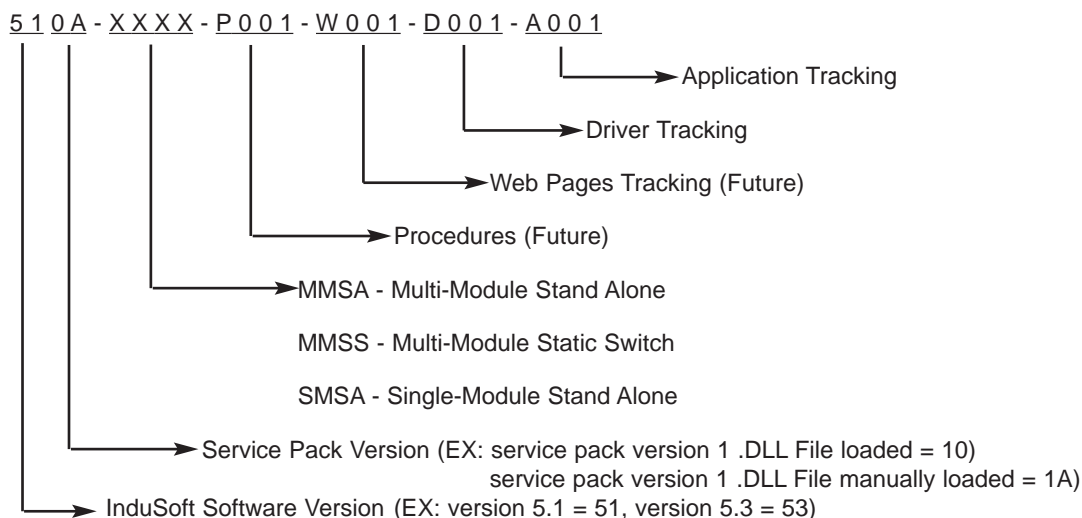 510A-XXXX-P001-W001-D001-A001
Application Tracking
Driver Tracking
Web Pages Tracking (Future)
Procedures (Future)
MMSA - Multi-Module Stand Alone
MMSS - Multi-Module Static Switch
SMSA - Single-Module Stand Alone
Service Pack Version (EX: service pack version 1 .DLL File loaded = 10)
service pack version 1 .DLL File manually loaded = 1A)
InduSoft Software Version (EX: version 5.1 = 51, version 5.3 = 53)